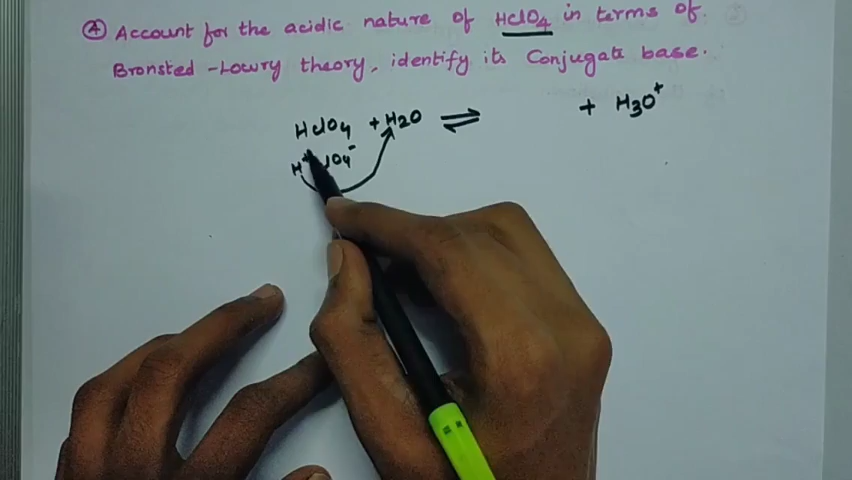 ④ Account for the acidic nature of HClO4 in terms of
Bronsted-Lowry theory, identify its Conjugate base.
HClO4 + H2O ⇌ + H3O+
H+ ClO4-